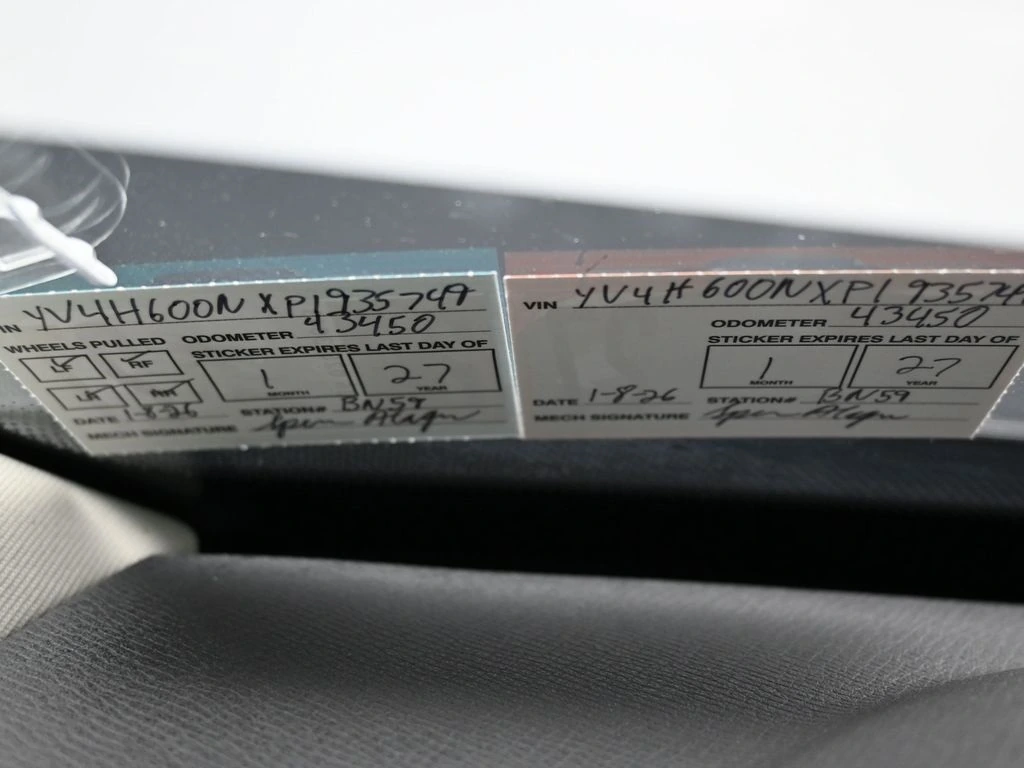 VIN YV4H600NXP1935749
ODOMETER 43450
WHEELS PULLED
LF RF
LR RR
STICKER EXPIRES LAST DAY OF
1 27
MONTH YEAR
DATE 1-8-26 STATION# BN59
MECH SIGNATURE
VIN YV4H600NXP1935749
ODOMETER 43450
STICKER EXPIRES LAST DAY OF
1 27
MONTH YEAR
DATE 1-8-26 STATION# BN59
MECH SIGNATURE